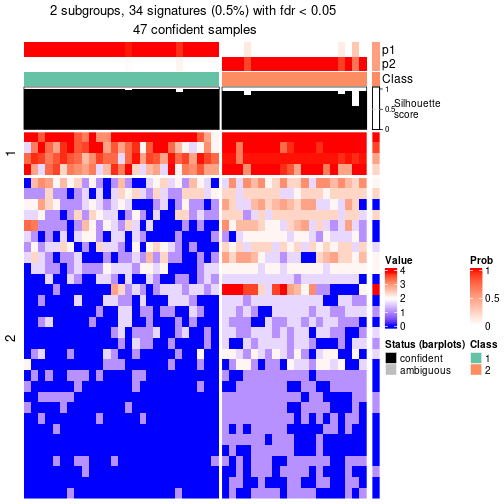 2 subgroups, 34 signatures (0.5%) with fdr < 0.05
47 confident samples
p1
p2
Class
1
0.5
0
Silhouette
score
1
2
Value
4
3
2
1
0
Prob
1
0.5
0
Status (barplots)
confident
ambiguous
Class
1
2